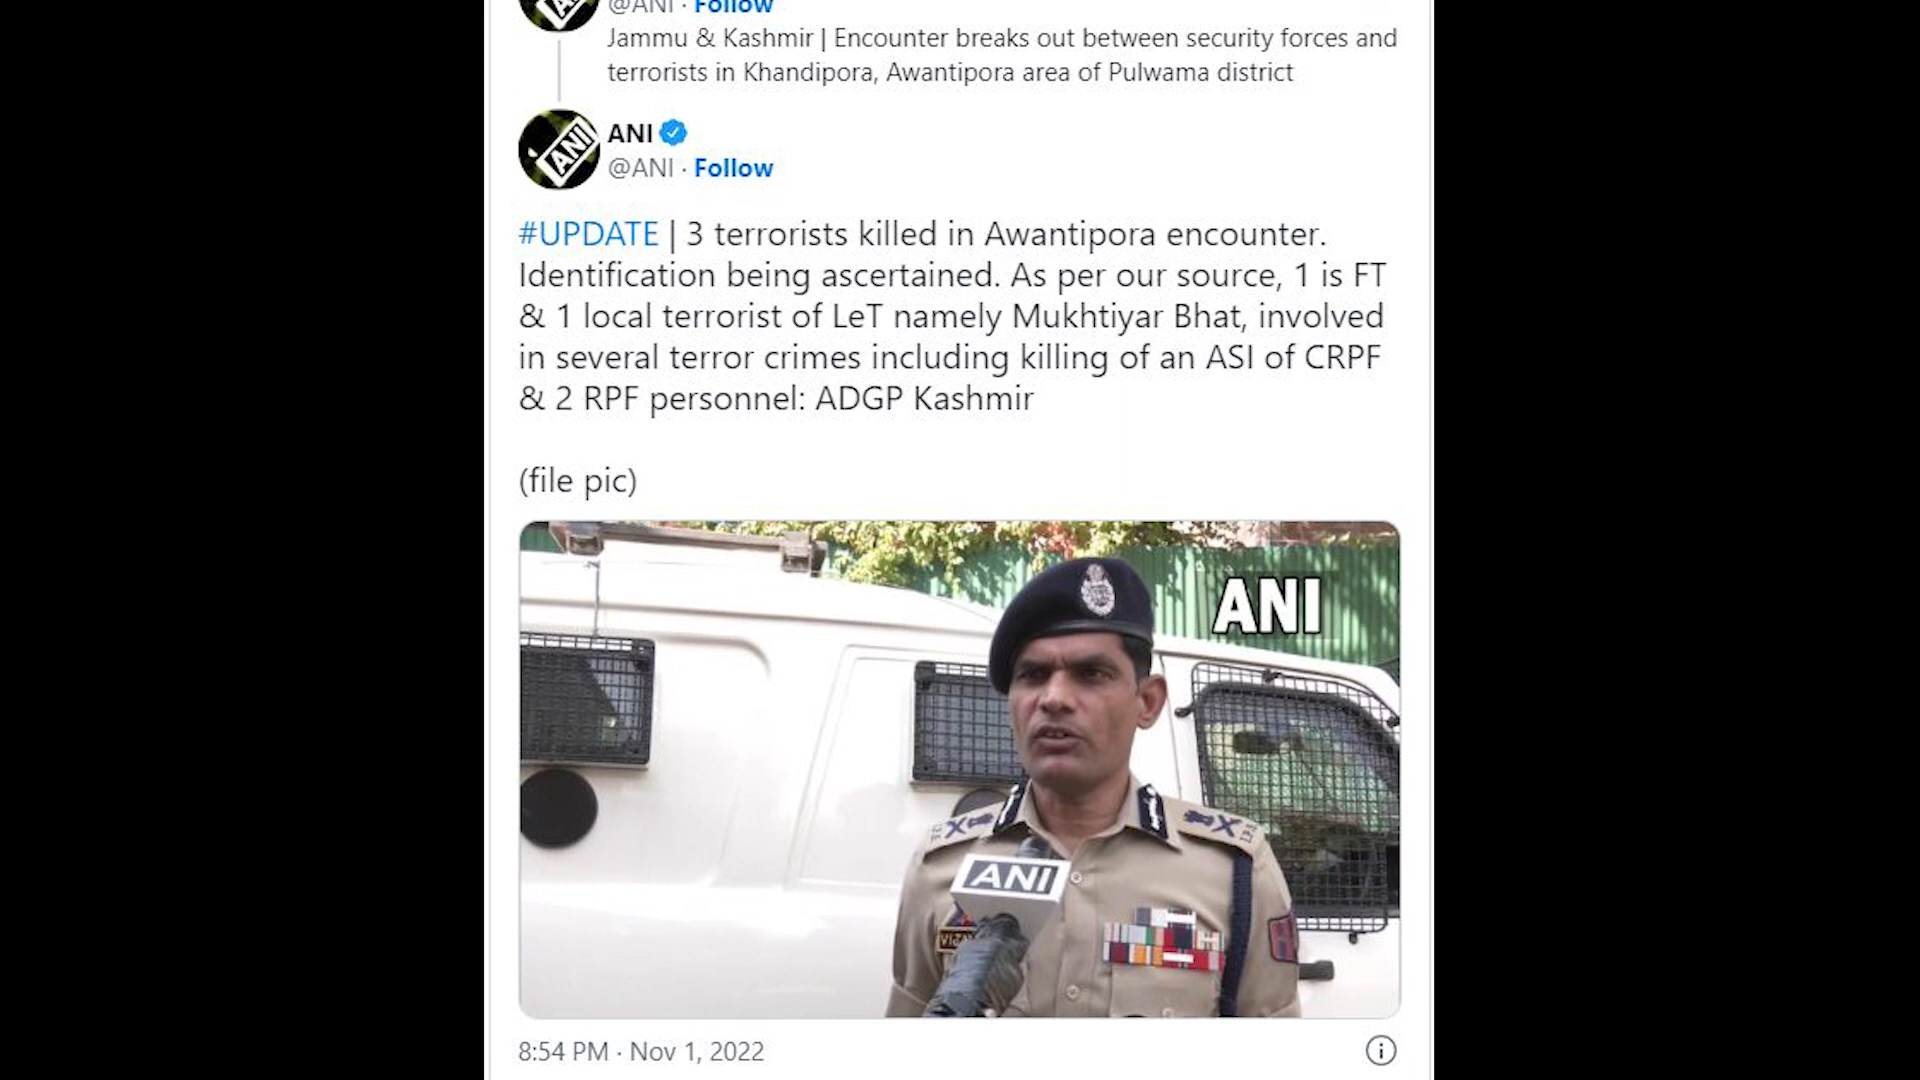 @ANI · Follow
Jammu & Kashmir | Encounter breaks out between security forces and
terrorists in Khandipora, Awantipora area of Pulwama district
ANI
ANI
@ANI · Follow
#UPDATE | 3 terrorists killed in Awantipora encounter.
Identification being ascertained. As per our source, 1 is FT
& 1 local terrorist of LeT namely Mukhtiyar Bhat, involved
in several terror crimes including killing of an ASI of CRPF
& 2 RPF personnel: ADGP Kashmir
(file pic)
ANI
ANI
8:54 PM · Nov 1, 2022